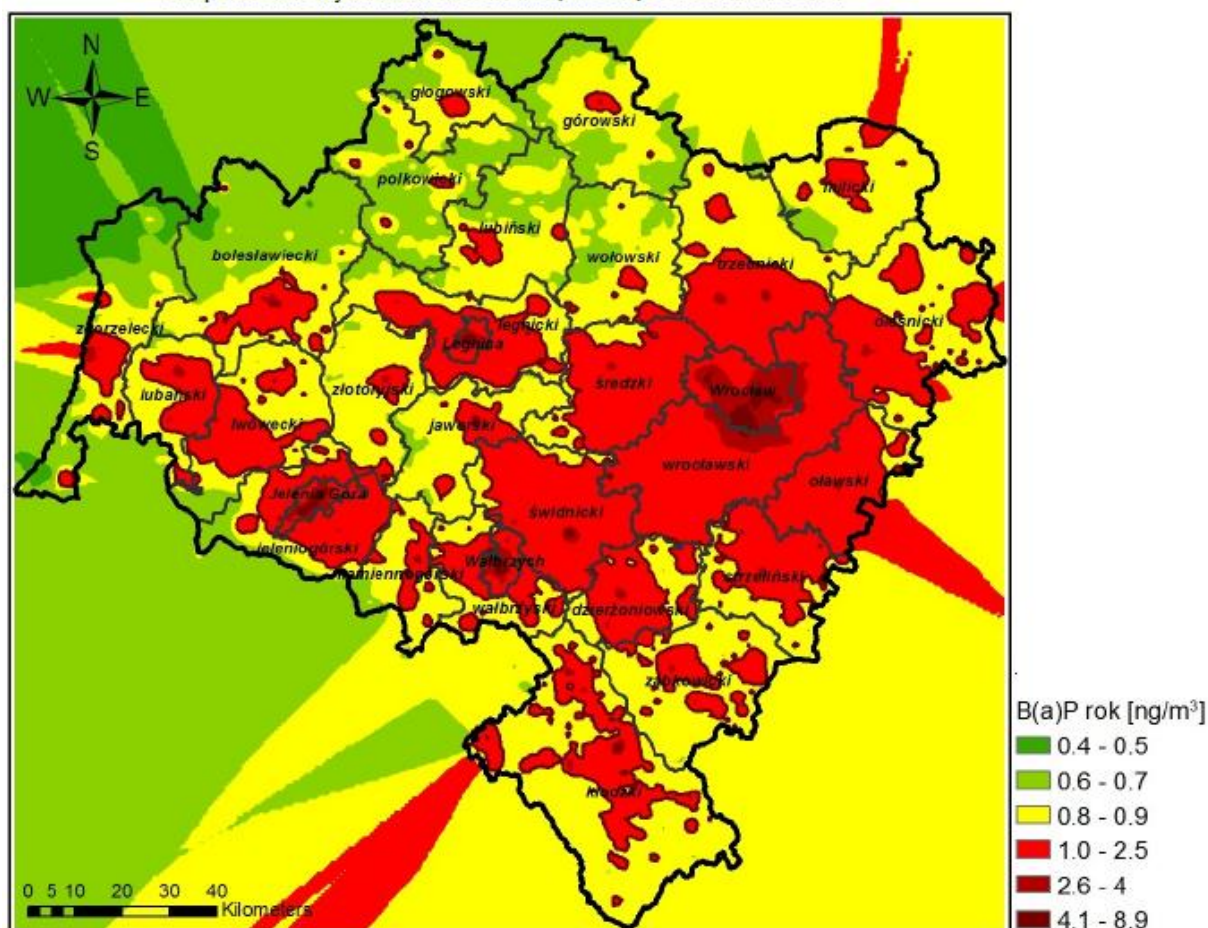 N
W E
S
głogowski
górowski
milicki
polkowicki
lubiński
bolesławiecki
wołowski
trzebnicki
zgorzelecki
legnicki
oleśnicki
Legnica
lubański
złotoryjski
średzki
Wrocław
lwówecki
jaworski
wrocławski
oławski
Jelenia Góra
świdnicki
jeleniogórski
kamiennogórski
Wałbrzych
strzeliński
wałbrzyski
dzierżoniowski
ząbkowicki
kłodzki
B(a)P rok [ng/m³]
0.4 - 0.5
0.6 - 0.7
0.8 - 0.9
1.0 - 2.5
2.6 - 4
4.1 - 8.9
0 5 10 20 30 40
Kilometers